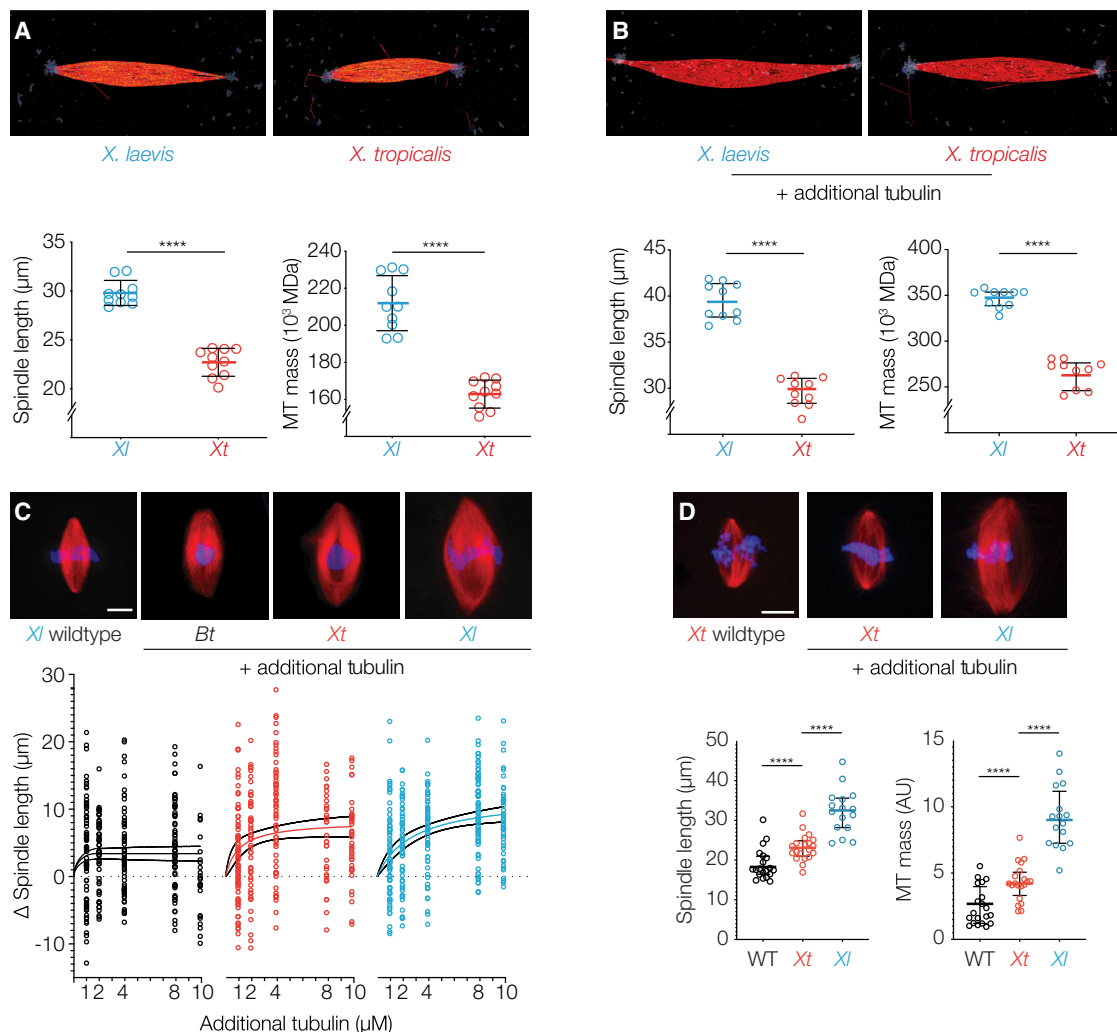 A
X. laevis
X. tropicalis
Spindle length (µm)
35
30
25
20
****
Xl
Xt
MT mass (10³ MDa)
240
220
200
180
160
****
Xl
Xt
B
X. laevis
X. tropicalis
+ additional tubulin
Spindle length (µm)
45
40
35
30
****
Xl
Xt
MT mass (10³ MDa)
400
350
300
250
****
Xl
Xt
C
Xl wildtype
Bt
Xt
Xl
+ additional tubulin
Δ Spindle length (µm)
30
20
10
0
-10
1 2 4 8 10
1 2 4 8 10
1 2 4 8 10
Additional tubulin (µM)
D
Xt wildtype
Xt
Xl
+ additional tubulin
Spindle length (µm)
50
40
30
20
10
0
****
****
WT
Xt
Xl
MT mass (AU)
15
10
5
0
****
****
WT
Xt
Xl